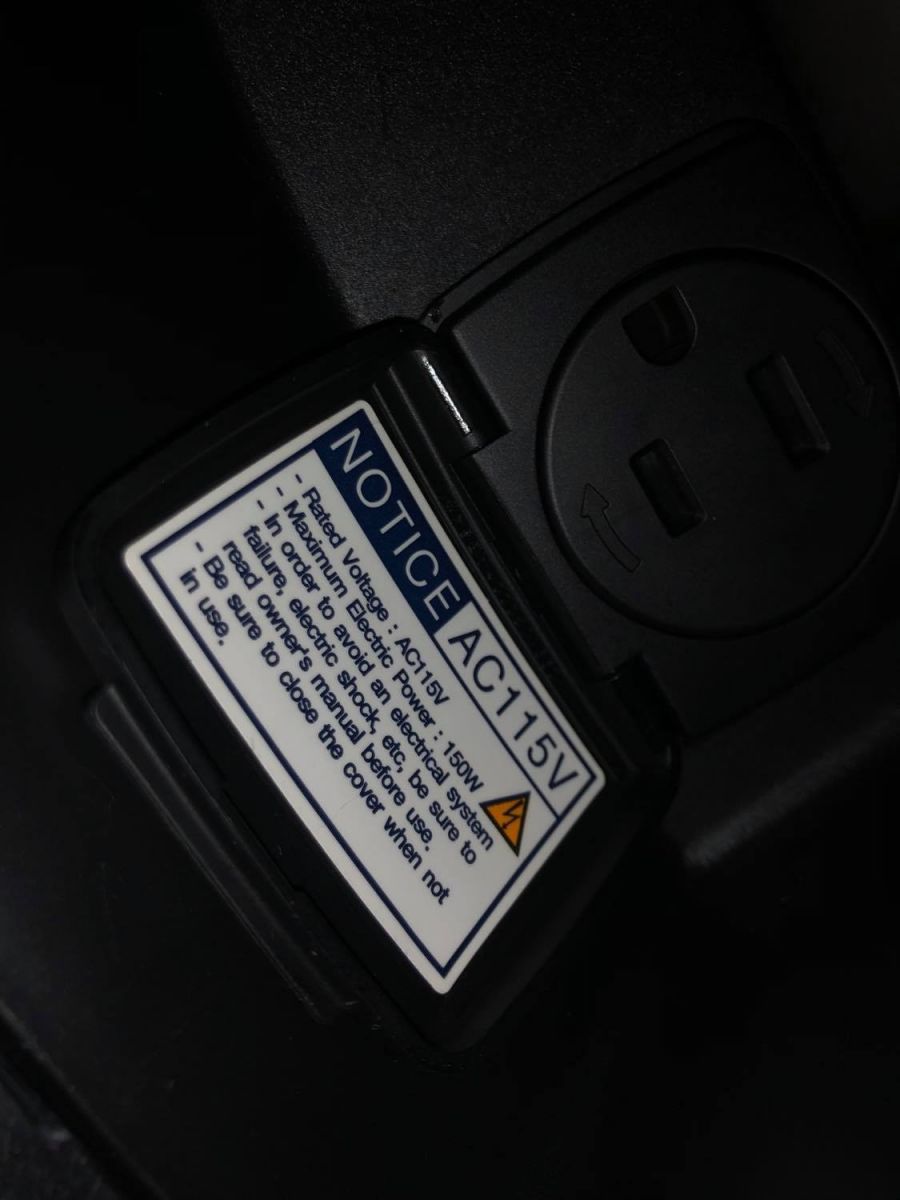 NOTICE AC115V
- Rated Voltage : AC115V
- Maximum Electric Power : 150W
- In order to avoid an electrical system
failure, electric shock, etc, be sure to
read owner's manual before use.
- Be sure to close the cover when not
in use.